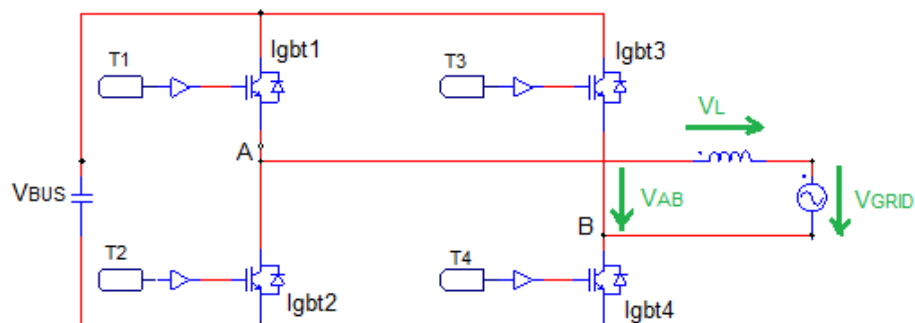 T1
Igbt1
T3
Igbt3
VL
A
VBUS
VAB
VGRID
B
T2
Igbt2
T4
Igbt4